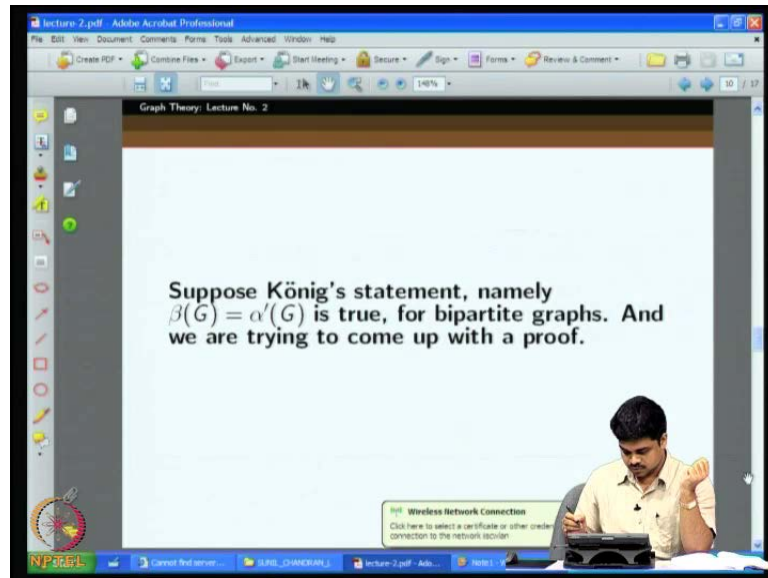 lecture-2.pdf - Adobe Acrobat Professional
File Edit View Document Comments Forms Tools Advanced Window Help
Create PDF Combine Files Export Start Meeting Secure Sign Forms Review & Comment
148% 10 / 17
Graph Theory: Lecture No. 2
Suppose König's statement, namely
β(G) = α′(G) is true, for bipartite graphs. And
we are trying to come up with a proof.
Wireless Network Connection
Click here to select a certificate or other
connection to the network
NPTEL Cannot find server... SUNIL_CHANDRAN_L lecture-2.pdf - Ado... Note1 -